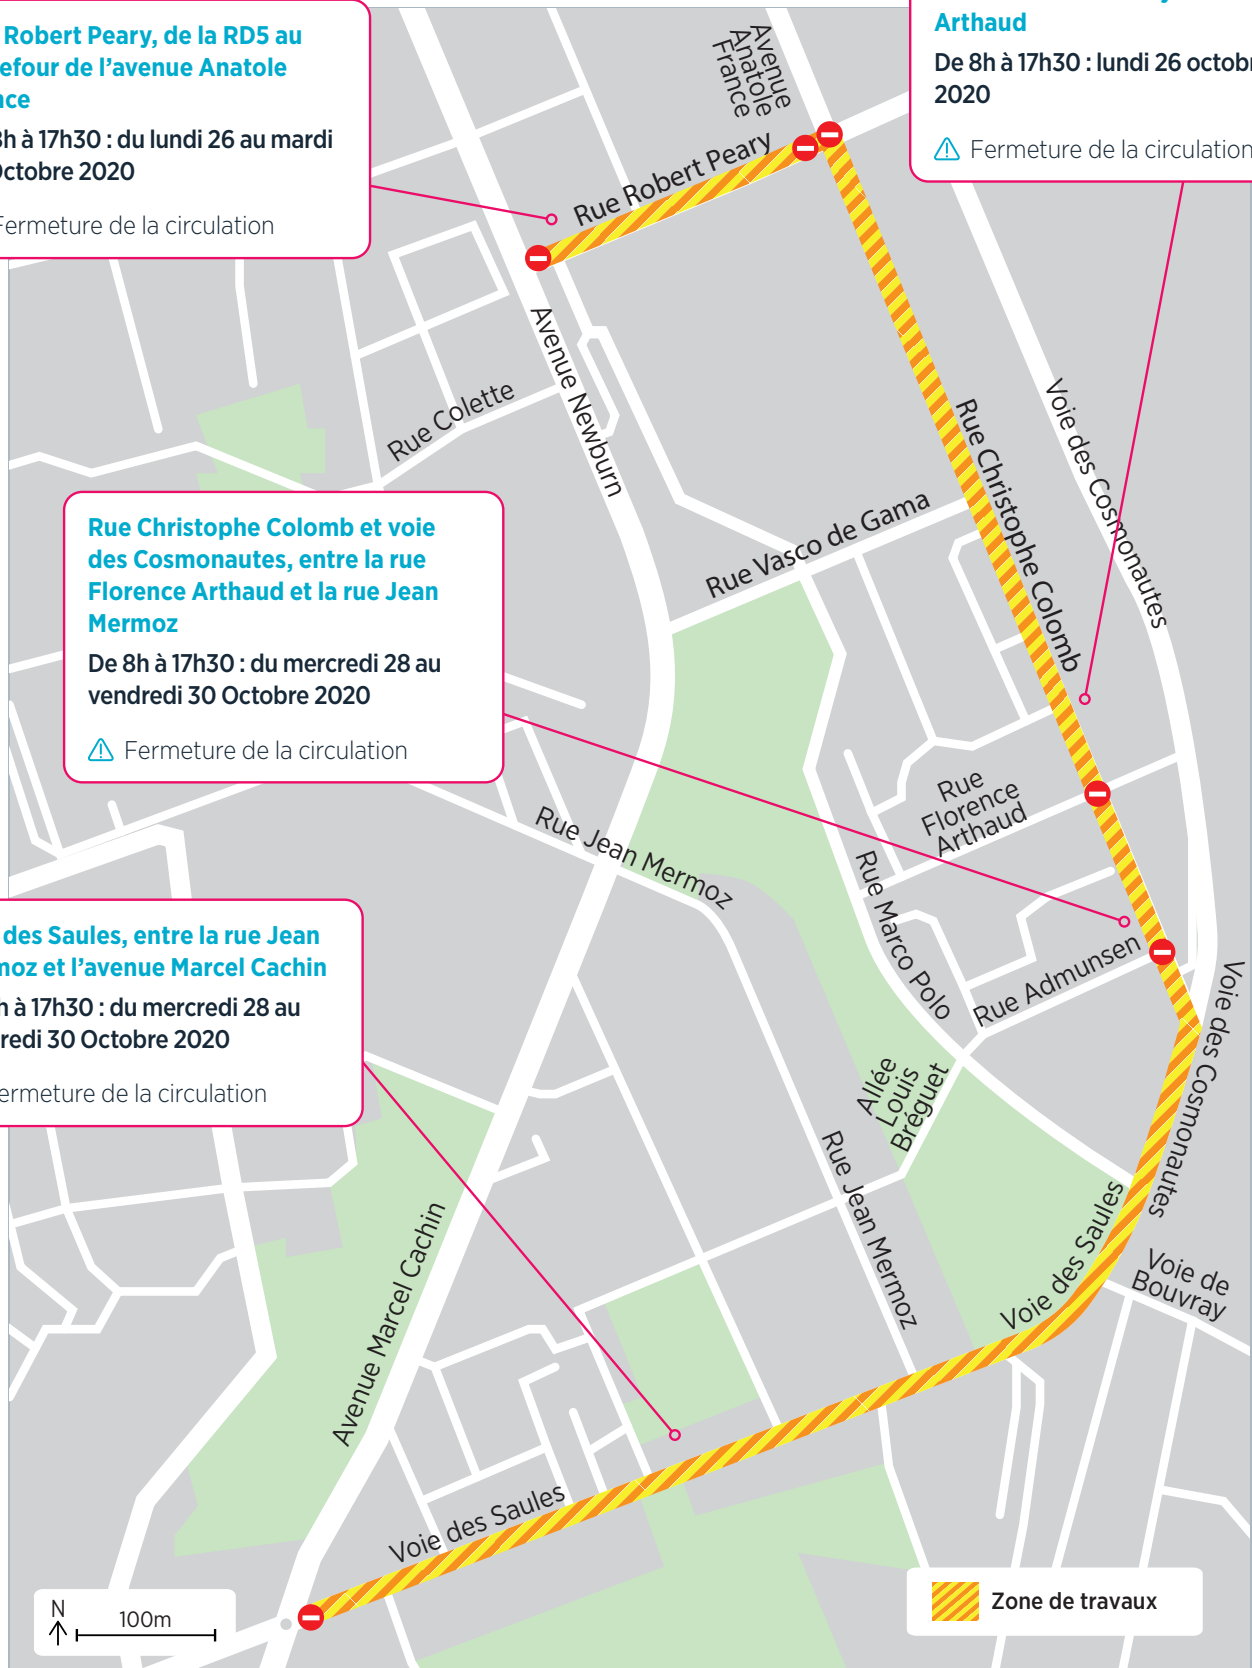 Robert Peary, de la RD5 au
efour de l’avenue Anatole
nce
h à 17h30 : du lundi 26 au mardi
ctobre 2020
Fermeture de la circulation
Arthaud
De 8h à 17h30 : lundi 26 octobr
2020
Fermeture de la circulation
Avenue
Anatole
France
Rue Robert Peary
Avenue Newburn
Rue Colette
Voie des Cosmonautes
Rue Christophe Colomb
Rue Vasco de Gama
Rue Christophe Colomb et voie
des Cosmonautes, entre la rue
Florence Arthaud et la rue Jean
Mermoz
De 8h à 17h30 : du mercredi 28 au
vendredi 30 Octobre 2020
Fermeture de la circulation
Rue
Florence
Arthaud
Rue Jean Mermoz
Rue Marco Polo
Rue Admunsen
des Saules, entre la rue Jean
moz et l’avenue Marcel Cachin
h à 17h30 : du mercredi 28 au
redi 30 Octobre 2020
ermeture de la circulation
Voie des Cosmonautes
Allée
Louis
Bréguet
Rue Jean Mermoz
Avenue Marcel Cachin
Voie des Saules
Voie de
Bouvray
Voie des Saules
N
100m
Zone de travaux